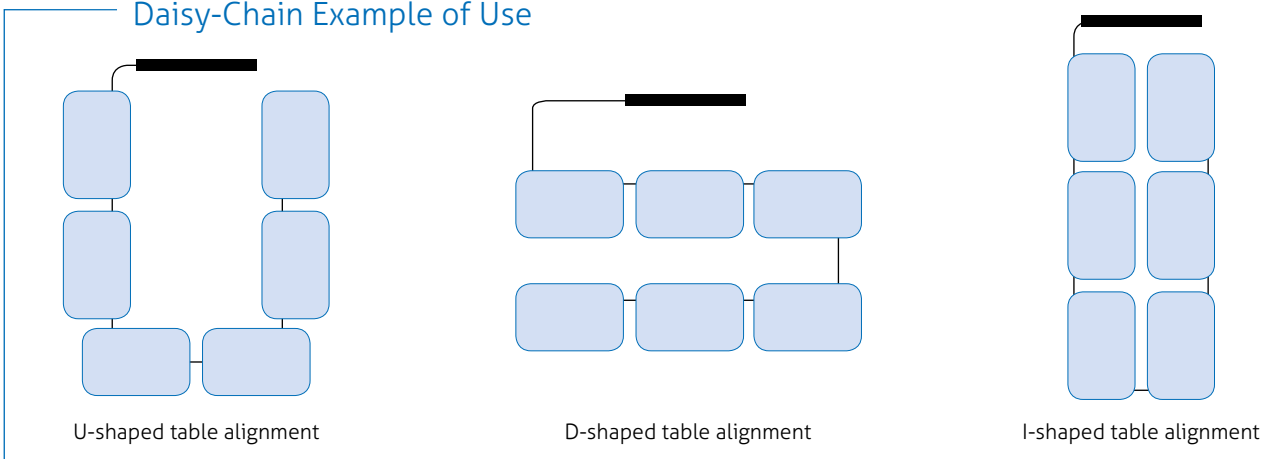 Daisy-Chain Example of Use
U-shaped table alignment
D-shaped table alignment
I-shaped table alignment